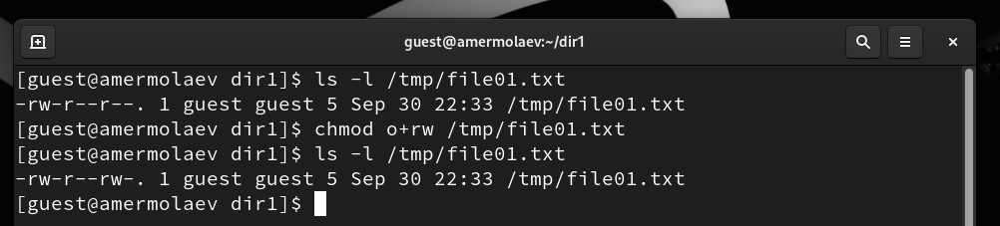 guest@amermolaev:~/dir1
[guest@amermolaev dir1]$ ls -l /tmp/file01.txt
-rw-r--r--. 1 guest guest 5 Sep 30 22:33 /tmp/file01.txt
[guest@amermolaev dir1]$ chmod o+rw /tmp/file01.txt
[guest@amermolaev dir1]$ ls -l /tmp/file01.txt
-rw-r--rw-. 1 guest guest 5 Sep 30 22:33 /tmp/file01.txt
[guest@amermolaev dir1]$